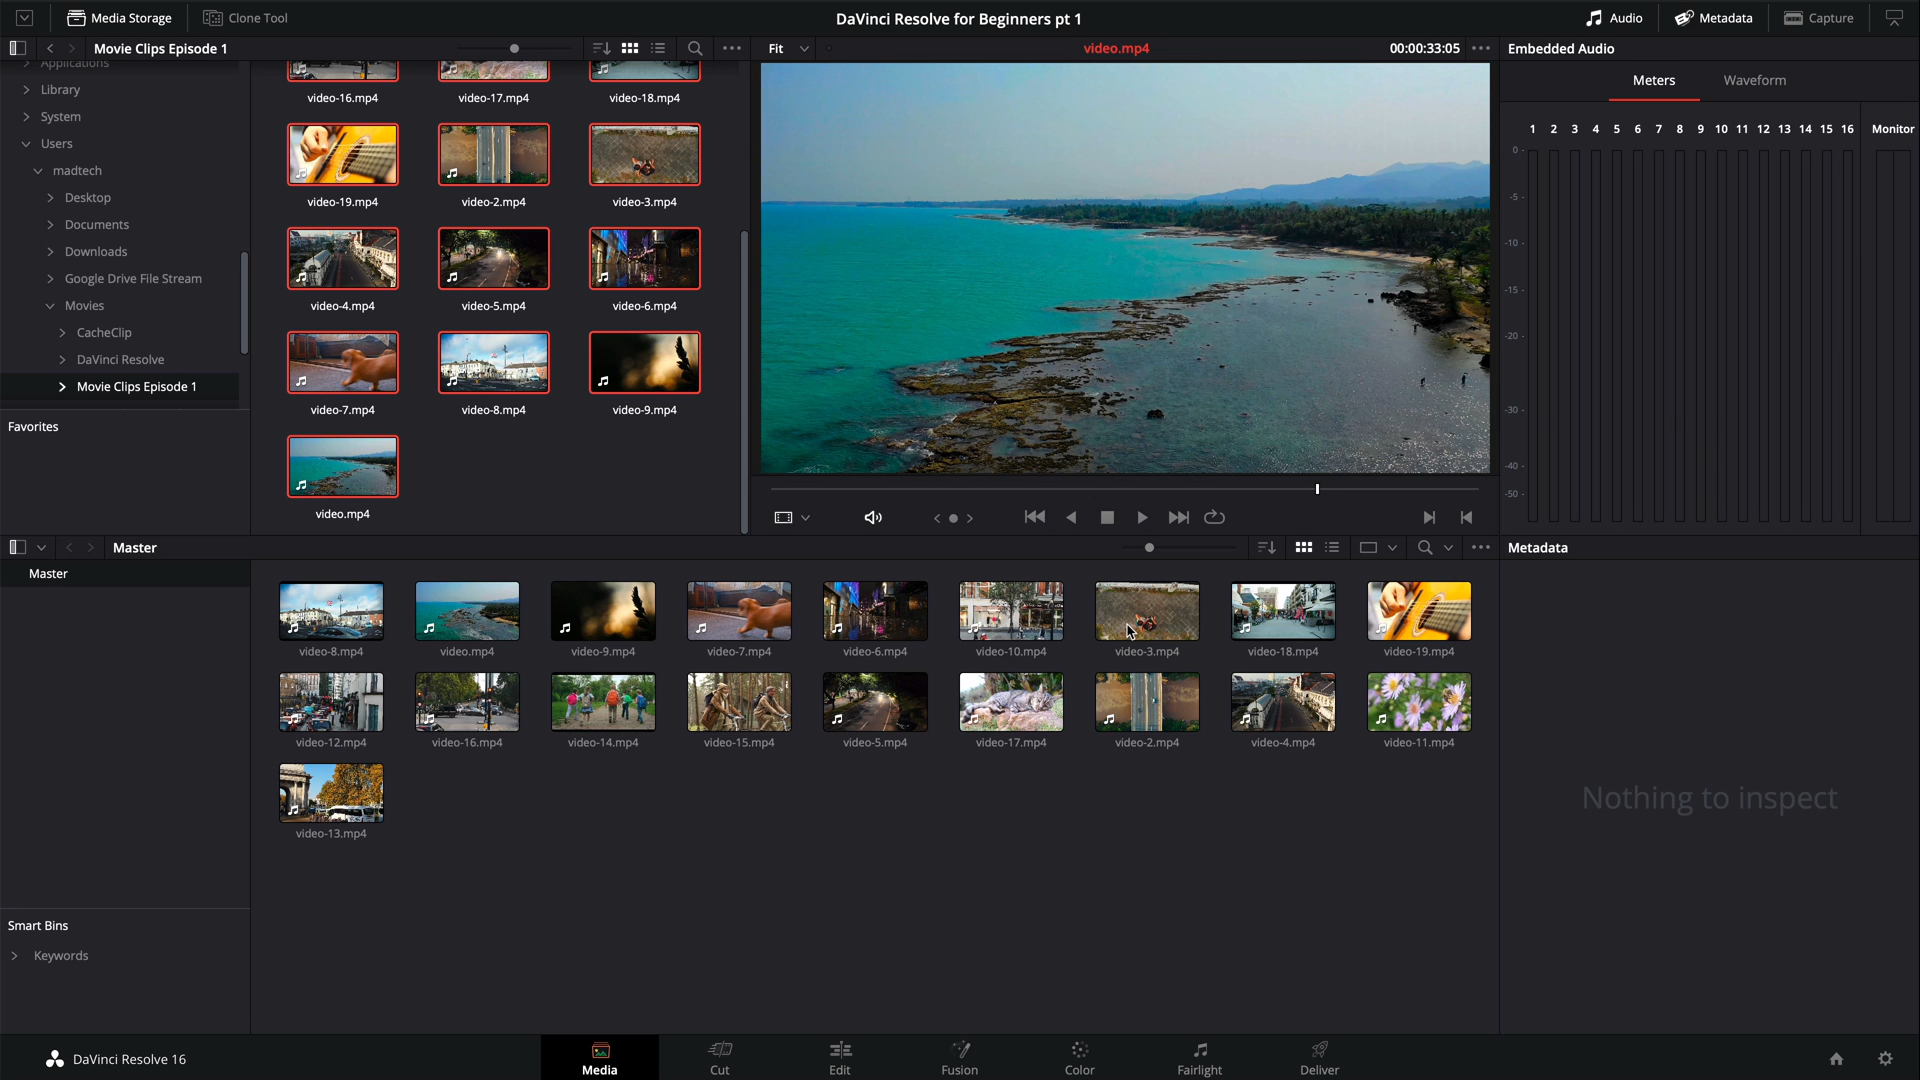 Media Storage
Clone Tool
DaVinci Resolve for Beginners pt 1
Audio
Metadata
Capture
Movie Clips Episode 1
Fit
video.mp4
00:00:33:05
Embedded Audio
Applications
Library
System
Users
madtech
Desktop
Documents
Downloads
Google Drive File Stream
Movies
CacheClip
DaVinci Resolve
Movie Clips Episode 1
Favorites
video-16.mp4
video-17.mp4
video-18.mp4
video-19.mp4
video-2.mp4
video-3.mp4
video-4.mp4
video-5.mp4
video-6.mp4
video-7.mp4
video-8.mp4
video-9.mp4
video.mp4
Meters
Waveform
1 2 3 4 5 6 7 8 9 10 11 12 13 14 15 16 Monitor
0 -
-5 -
-10 -
-15 -
-20 -
-30 -
-40 -
-50 -
Master
Metadata
Master
video-8.mp4
video.mp4
video-9.mp4
video-7.mp4
video-6.mp4
video-10.mp4
video-3.mp4
video-18.mp4
video-19.mp4
video-12.mp4
video-16.mp4
video-14.mp4
video-15.mp4
video-5.mp4
video-17.mp4
video-2.mp4
video-4.mp4
video-11.mp4
video-13.mp4
Nothing to inspect
Smart Bins
Keywords
DaVinci Resolve 16
Media
Cut
Edit
Fusion
Color
Fairlight
Deliver